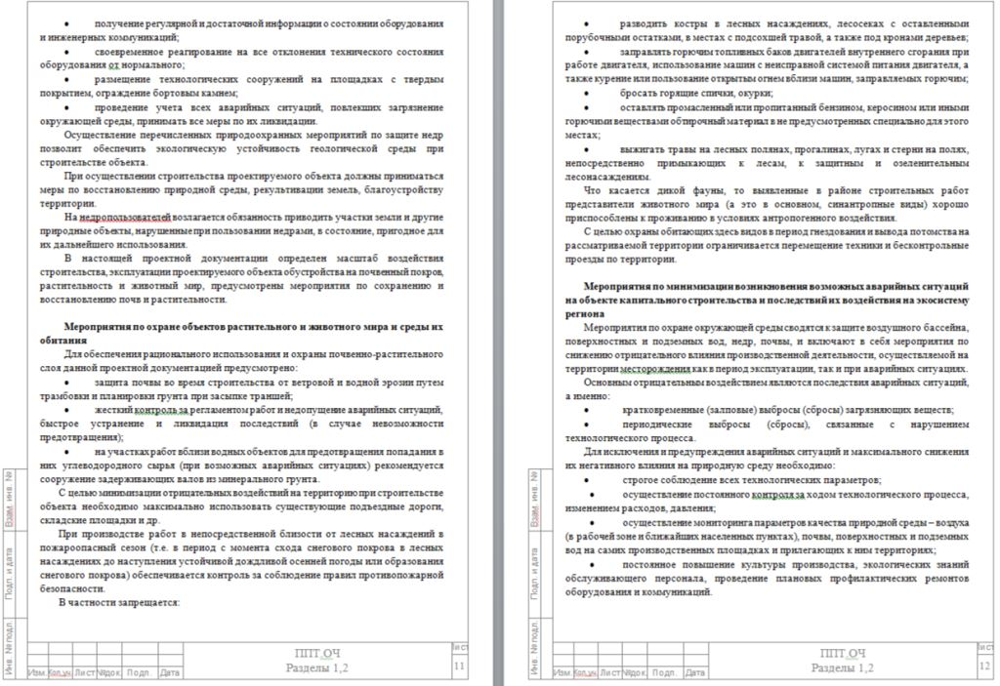 • получение регулярной и достаточной информации о состоянии оборудования
и инженерных коммуникаций;
• своевременное реагирование на все отклонения технического состояния
оборудования от нормального;
• размещение технологических сооружений на площадках с твердым
покрытием, ограждение бортовым камнем;
• проведение учета всех аварийных ситуаций, повлекших загрязнение
окружающей среды, принимать все меры по их ликвидации.
Осуществление перечисленных природоохранных мероприятий по защите недр
позволит обеспечить экологическую устойчивость геологической среды при
строительстве объекта.
При осуществлении строительства проектируемого объекта должны приниматься
меры по восстановлению природной среды, рекультивации земель, благоустройству
территории.
На недропользователей возлагается обязанность приводить участки земли и другие
природные объекты, нарушенные при пользовании недрами, в состояние, пригодное для
их дальнейшего использования.
В настоящей проектной документации определен масштаб воздействия
строительства, эксплуатации проектируемого объекта обустройства на почвенный покров,
растительность и животный мир, предусмотрены мероприятия по сохранению и
восстановлению почв и растительности.
Мероприятия по охране объектов растительного и животного мира и среды их
обитания
Для обеспечения рационального использования и охраны почвенно-растительного
слоя данной проектной документацией предусмотрено:
• защита почвы во время строительства от ветровой и водной эрозии путем
трамбовки и планировки грунта при засыпке траншей;
• жесткий контроль за регламентом работ и недопущение аварийных ситуаций,
быстрое устранение и ликвидация последствий (в случае невозможности
предотвращения);
• на участках работ вблизи водных объектов для предотвращения попадания в
них углеводородного сырья (при возможных аварийных ситуациях) рекомендуется
сооружение задерживающих валов из минерального грунта.
С целью минимизации отрицательных воздействий на территорию при строительстве
объекта необходимо максимально использовать существующие подъездные дороги,
складские площадки и др.
При производстве работ в непосредственной близости от лесных насаждений в
пожароопасный сезон (т.е. в период с момента схода снегового покрова в лесных
насаждениях до наступления устойчивой дождливой осенней погоды или образования
снегового покрова) обеспечивается контроль за соблюдение правил противопожарной
безопасности.
В частности запрещается:
Взам. инв. №
Подп. и дата
Инв. № подл.
Изм. Кол.уч. Лист №док. Подп. Дата
ППТ.ОЧ
Разделы 1,2
Лист
11
• разводить костры в лесных насаждениях, лесосеках с оставленными
порубочными остатками, в местах с подсохшей травой, а также под кронами деревьев;
• заправлять горючим топливных баков двигателей внутреннего сгорания при
работе двигателя, использование машин с неисправной системой питания двигателя, а
также курение или пользование открытым огнем вблизи машин, заправляемых горючим;
• бросать горящие спички, окурки;
• оставлять промасленный или пропитанный бензином, керосином или иными
горючими веществами обтирочный материал в не предусмотренных специально для этого
местах;
• выжигать травы на лесных полянах, прогалинах, лугах и стерни на полях,
непосредственно примыкающих к лесам, к защитным и озеленительным
лесонасаждениям.
Что касается дикой фауны, то выявленные в районе строительных работ
представители животного мира (а это в основном, синантропные виды) хорошо
приспособлены к проживанию в условиях антропогенного воздействия.
С целью охраны обитающих здесь видов в период гнездования и вывода потомства на
рассматриваемой территории ограничивается перемещение техники и бесконтрольные
проезды по территории.
Мероприятия по минимизации возникновения возможных аварийных ситуаций
на объекте капитального строительства и последствий их воздействия на экосистему
региона
Мероприятия по охране окружающей среды сводятся к защите воздушного бассейна,
поверхностных и подземных вод, недр, почвы, и включают в себя мероприятия по
снижению отрицательного влияния производственной деятельности, осуществляемой на
территории месторождения как в период эксплуатации, так и при аварийных ситуациях.
Основным отрицательным воздействием являются последствия аварийных ситуаций,
а именно:
• кратковременные (залповые) выбросы (сбросы) загрязняющих веществ;
• периодические выбросы (сбросы), связанные с нарушением
технологического процесса.
Для исключения и предупреждения аварийных ситуаций и максимального снижения
их негативного влияния на природную среду необходимо:
• строгое соблюдение всех технологических параметров;
• осуществление постоянного контроля за ходом технологического процесса,
изменением расходов, давления;
• осуществление мониторинга параметров качества природной среды – воздуха
(в рабочей зоне и ближайших населенных пунктах), почвы, поверхностных и подземных
вод на самих производственных площадках и прилегающих к ним территориях;
• постоянное повышение культуры производства, экологических знаний
обслуживающего персонала, проведение плановых профилактических ремонтов
оборудования и коммуникаций.
Взам. инв. №
Подп. и дата
Инв. № подл.
Изм. Кол.уч. Лист №док. Подп. Дата
ППТ.ОЧ
Разделы 1,2
Лист
12